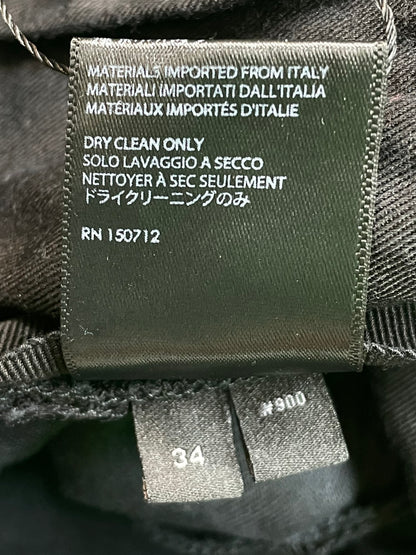 MATERIALS IMPORTED FROM ITALY
MATERIALI IMPORTATI DALL'ITALIA
MATÉRIAUX IMPORTÉS D'ITALIE
DRY CLEAN ONLY
SOLO LAVAGGIO A SECCO
NETTOYER À SEC SEULEMENT
ドライクリーニングのみ
RN 150712
#900
34